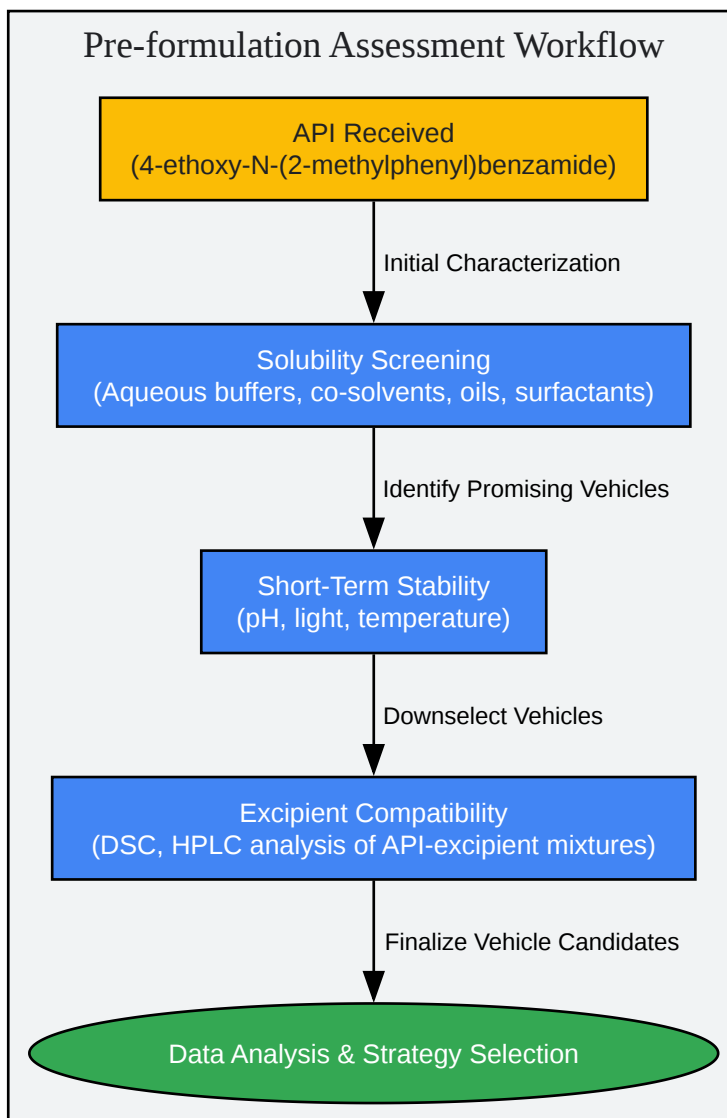 Pre-formulation Assessment Workflow
API Received
(4-ethoxy-N-(2-methylphenyl)benzamide)
Initial Characterization
Solubility Screening
(Aqueous buffers, co-solvents, oils, surfactants)
Identify Promising Vehicles
Short-Term Stability
(pH, light, temperature)
Downselect Vehicles
Excipient Compatibility
(DSC, HPLC analysis of API-excipient mixtures)
Finalize Vehicle Candidates
Data Analysis & Strategy Selection